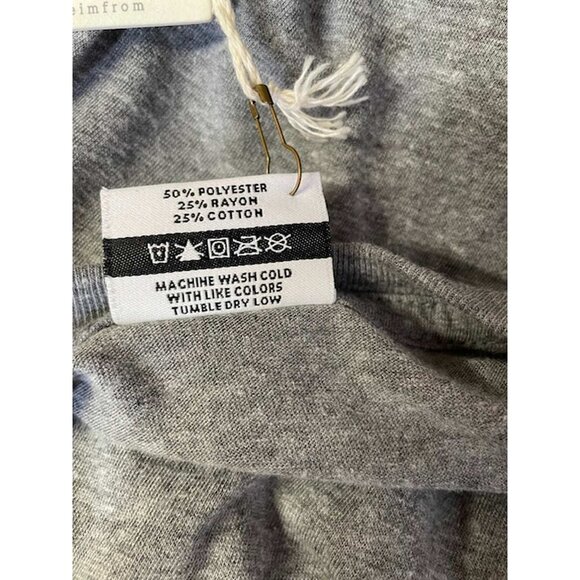 eimfrom
50% POLYESTER
25% RAYON
25% COTTON
MACHINE WASH COLD
WITH LIKE COLORS
TUMBLE DRY LOW